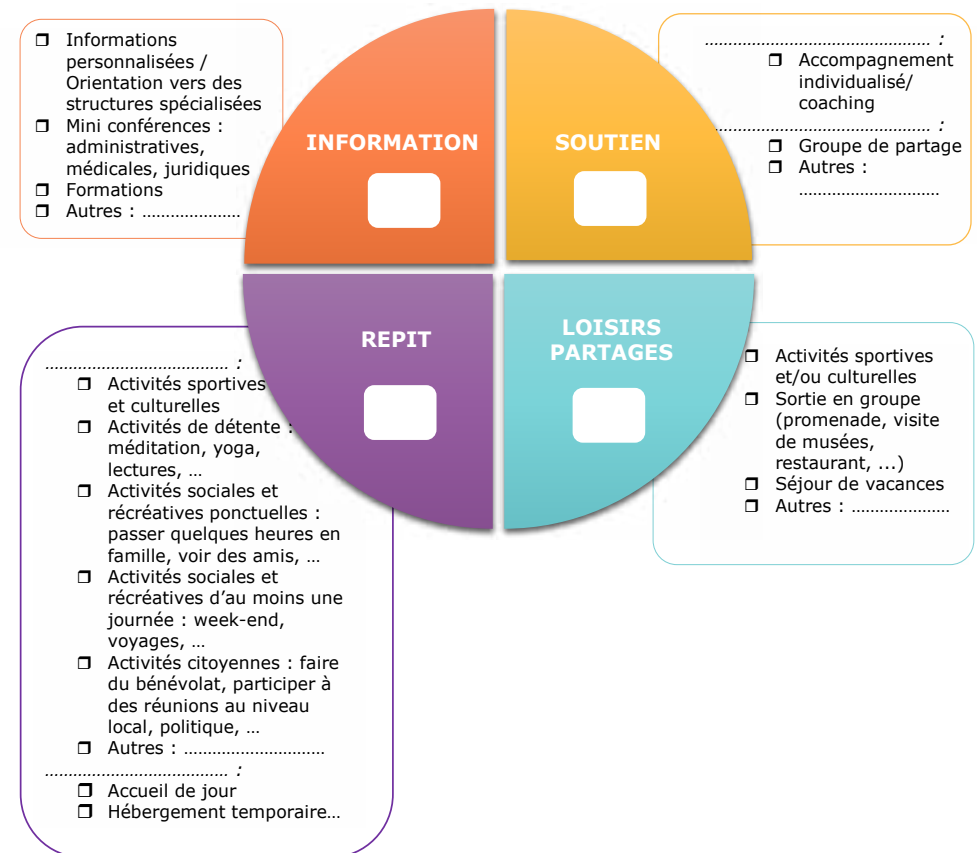 ❒ Informations
personnalisées /
Orientation vers des
structures spécialisées
❒ Mini conférences :
administratives,
médicales, juridiques
❒ Formations
❒ Autres : .....................
INFORMATION
SOUTIEN
................................................ :
❒ Accompagnement
individualisé/
coaching
................................................ :
❒ Groupe de partage
❒ Autres :
..............................
REPIT
LOISIRS
PARTAGES
....................................... :
❒ Activités sportives
et culturelles
❒ Activités de détente :
méditation, yoga,
lectures, …
❒ Activités sociales et
récréatives ponctuelles :
passer quelques heures en
famille, voir des amis, …
❒ Activités sociales et
récréatives d'au moins une
journée : week-end,
voyages, …
❒ Activités citoyennes : faire
du bénévolat, participer à
des réunions au niveau
local, politique, …
❒ Autres : ..............................
....................................... :
❒ Accueil de jour
❒ Hébergement temporaire…
❒ Activités sportives
et/ou culturelles
❒ Sortie en groupe
(promenade, visite
de musées,
restaurant, ...)
❒ Séjour de vacances
❒ Autres : .....................